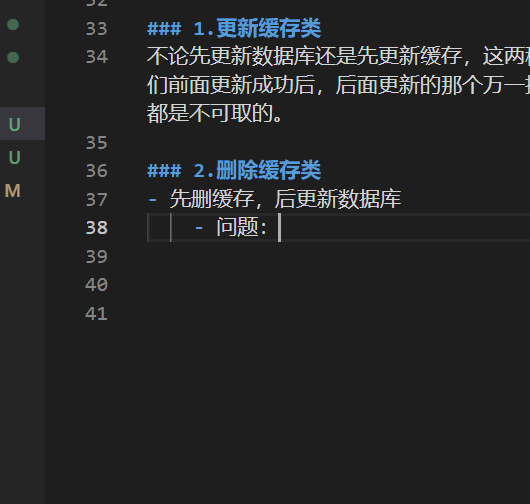 32
33 ### 1.更新缓存类
34 不论先更新数据库还是先更新缓存，这两
们前面更新成功后，后面更新的那个万一
都是不可取的。
35
36 ### 2.删除缓存类
37 - 先删缓存，后更新数据库
U
U
M
38 - 问题：
39
40
41